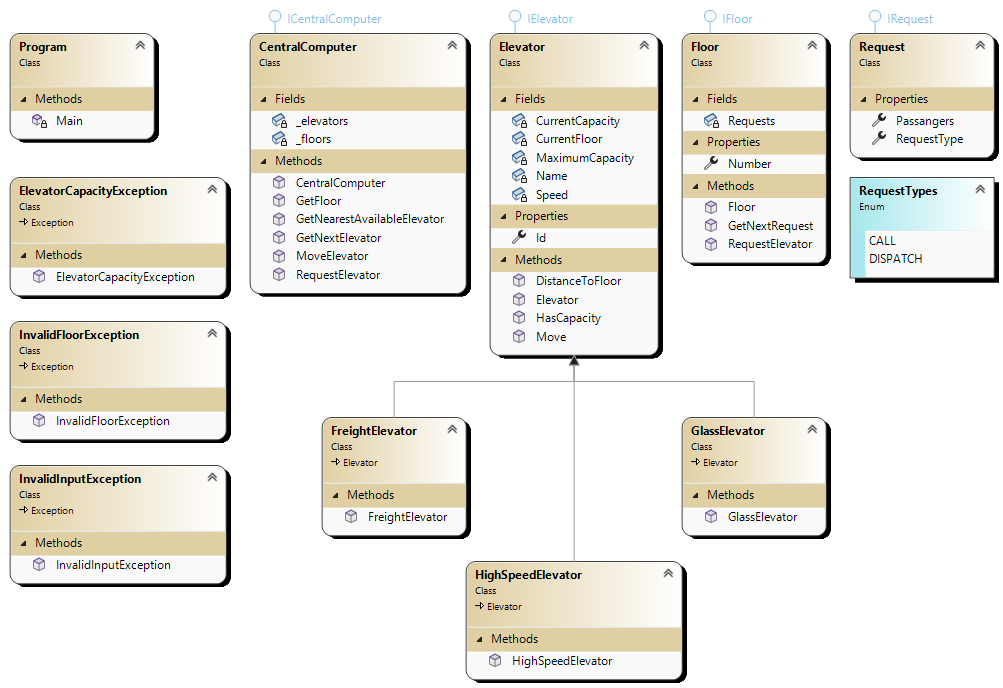 Program
Class
Methods
Main
ElevatorCapacityException
Class
Exception
Methods
ElevatorCapacityException
InvalidFloorException
Class
Exception
Methods
InvalidFloorException
InvalidInputException
Class
Exception
Methods
InvalidInputException
ICentralComputer
CentralComputer
Class
Fields
_elevators
_floors
Methods
CentralComputer
GetFloor
GetNearestAvailableElevator
GetNextElevator
MoveElevator
RequestElevator
IElevator
Elevator
Class
Fields
CurrentCapacity
CurrentFloor
MaximumCapacity
Name
Speed
Properties
Id
Methods
DistanceToFloor
Elevator
HasCapacity
Move
IFloor
Floor
Class
Fields
Requests
Properties
Number
Methods
Floor
GetNextRequest
RequestElevator
IRequest
Request
Class
Properties
Passangers
RequestType
RequestTypes
Enum
CALL
DISPATCH
FreightElevator
Class
Elevator
Methods
FreightElevator
GlassElevator
Class
Elevator
Methods
GlassElevator
HighSpeedElevator
Class
Elevator
Methods
HighSpeedElevator